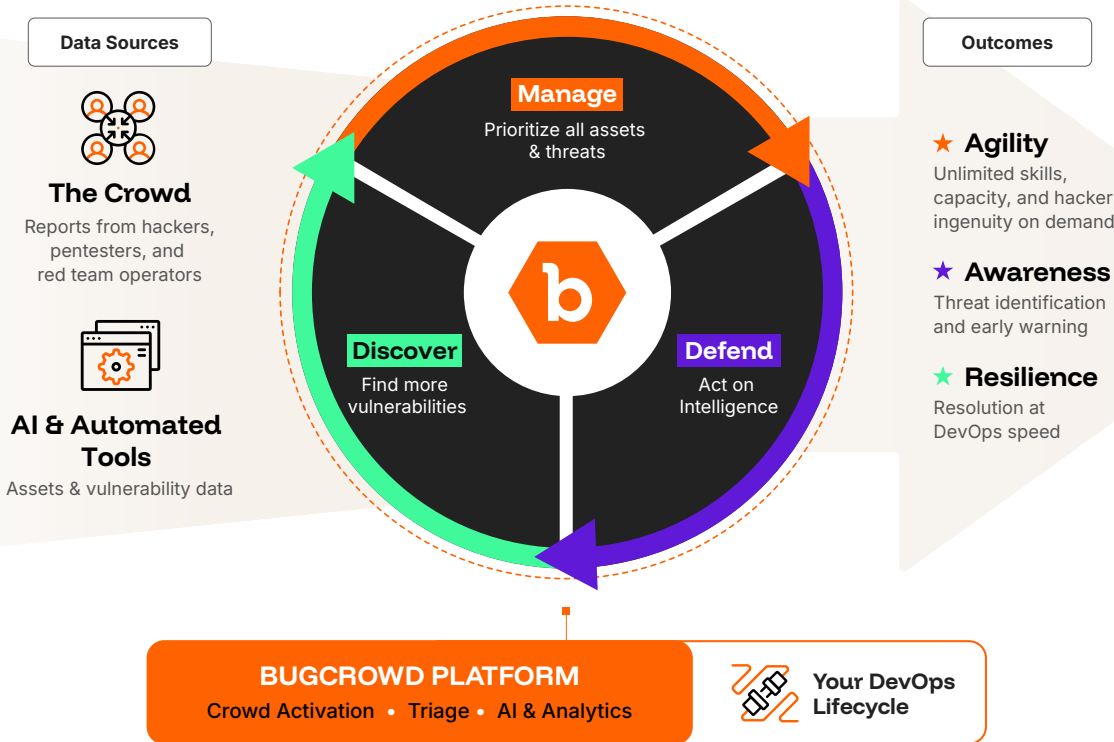 Data Sources
The Crowd
Reports from hackers,
pentesters, and
red team operators
AI & Automated
Tools
Assets & vulnerability data
Manage
Prioritize all assets
& threats
Discover
Find more
vulnerabilities
b
Defend
Act on
Intelligence
Outcomes
Agility
Unlimited skills,
capacity, and hacker
ingenuity on demand
Awareness
Threat identification
and early warning
Resilience
Resolution at
DevOps speed
BUGCROWD PLATFORM
Crowd Activation • Triage • AI & Analytics
Your DevOps
Lifecycle